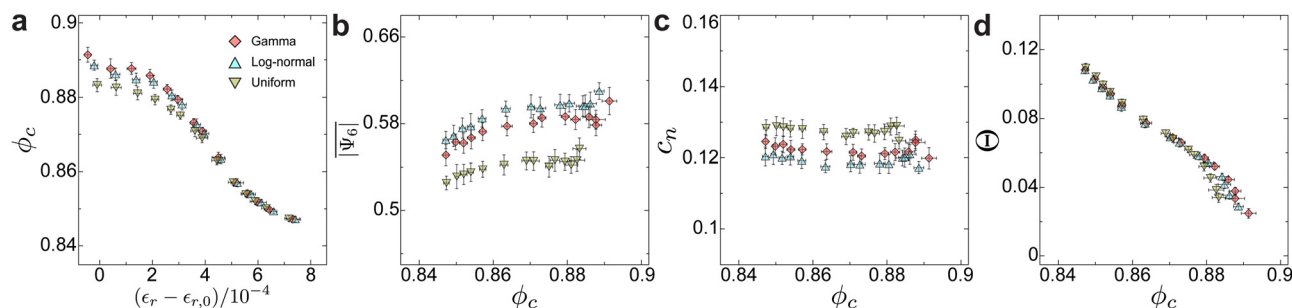 a
0.9
0.88
0.86
0.84
ϕc
0 2 4 6 8
(ϵr − ϵr,0)/10⁻⁴
Gamma
Log-normal
Uniform
b
0.66
0.58
0.5
|Ψ6|
0.84 0.86 0.88 0.9
ϕc
c
0.16
0.14
0.12
0.1
cn
0.84 0.86 0.88 0.9
ϕc
d
0.12
0.08
0.04
0
Θ
0.84 0.86 0.88 0.9
ϕc